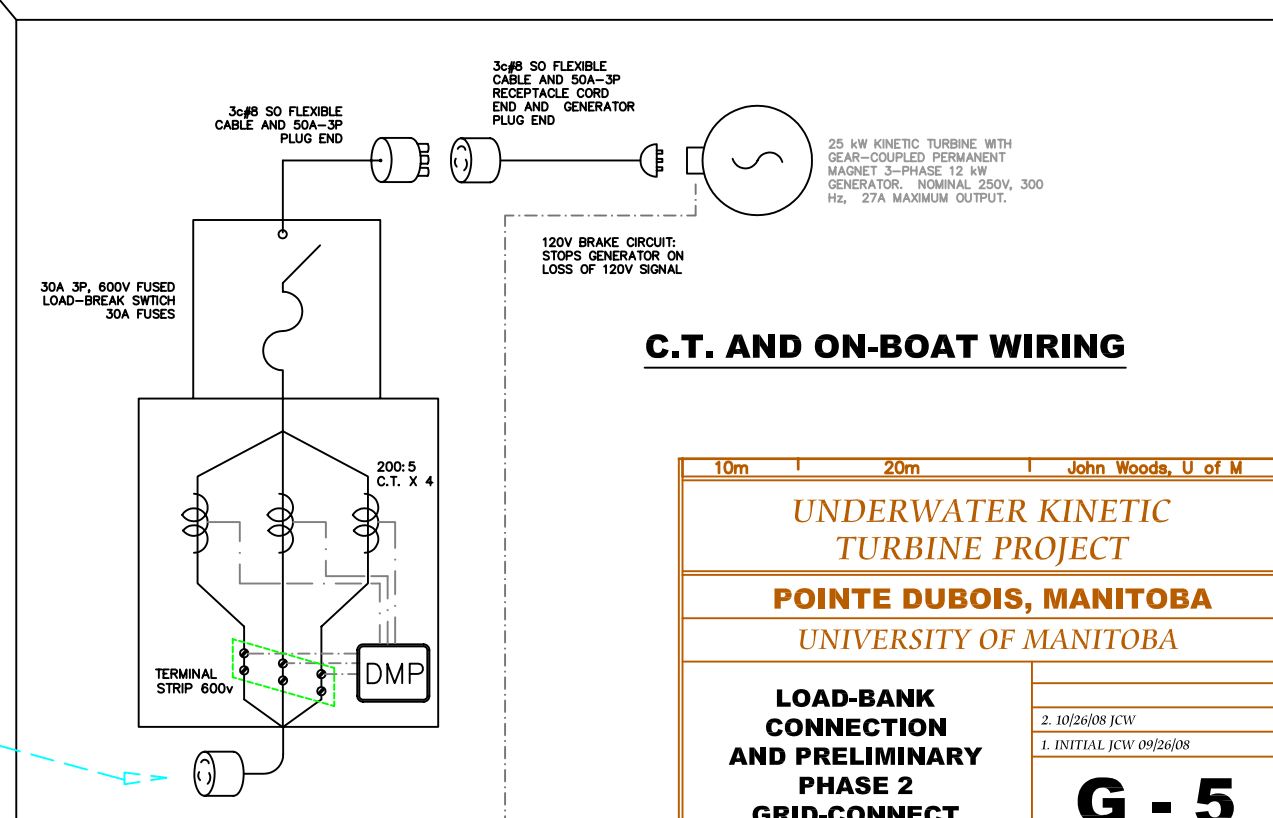 3c#8 SO FLEXIBLE
CABLE AND 50A-3P
RECEPTACLE CORD
END AND GENERATOR
PLUG END
3c#8 SO FLEXIBLE
CABLE AND 50A-3P
PLUG END
25 kW KINETIC TURBINE WITH
GEAR-COUPLED PERMANENT
MAGNET 3-PHASE 12 kW
GENERATOR. NOMINAL 250V, 300
Hz, 27A MAXIMUM OUTPUT.
120V BRAKE CIRCUIT:
STOPS GENERATOR ON
LOSS OF 120V SIGNAL
30A 3P, 600V FUSED
LOAD-BREAK SWTICH
30A FUSES
C.T. AND ON-BOAT WIRING
200:5
C.T. X 4
TERMINAL
STRIP 600v
DMP
10m 20m John Woods, U of M
UNDERWATER KINETIC
TURBINE PROJECT
POINTE DUBOIS, MANITOBA
UNIVERSITY OF MANITOBA
LOAD-BANK
CONNECTION
AND PRELIMINARY
PHASE 2
GRID-CONNECT
2. 10/26/08 JCW
1. INITIAL JCW 09/26/08
G - 5